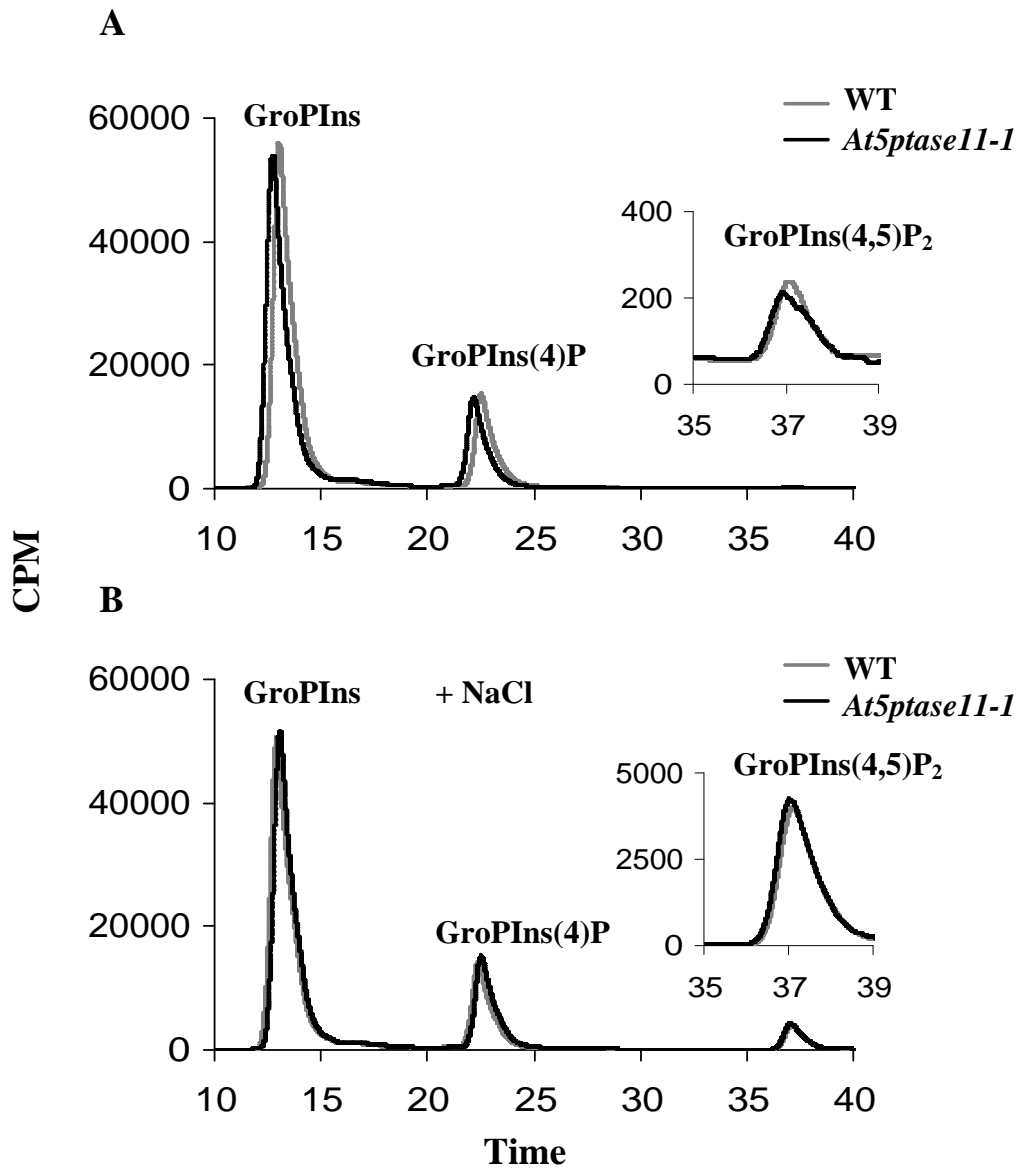 A
WT
At5ptase11-1
GroPIns
60000
40000
20000
0
GroPIns(4)P
GroPIns(4,5)P₂
400
200
0
35 37 39
10 15 20 25 30 35 40
CPM
B
WT
At5ptase11-1
GroPIns + NaCl
60000
40000
20000
0
GroPIns(4)P
GroPIns(4,5)P₂
5000
2500
0
35 37 39
10 15 20 25 30 35 40
Time